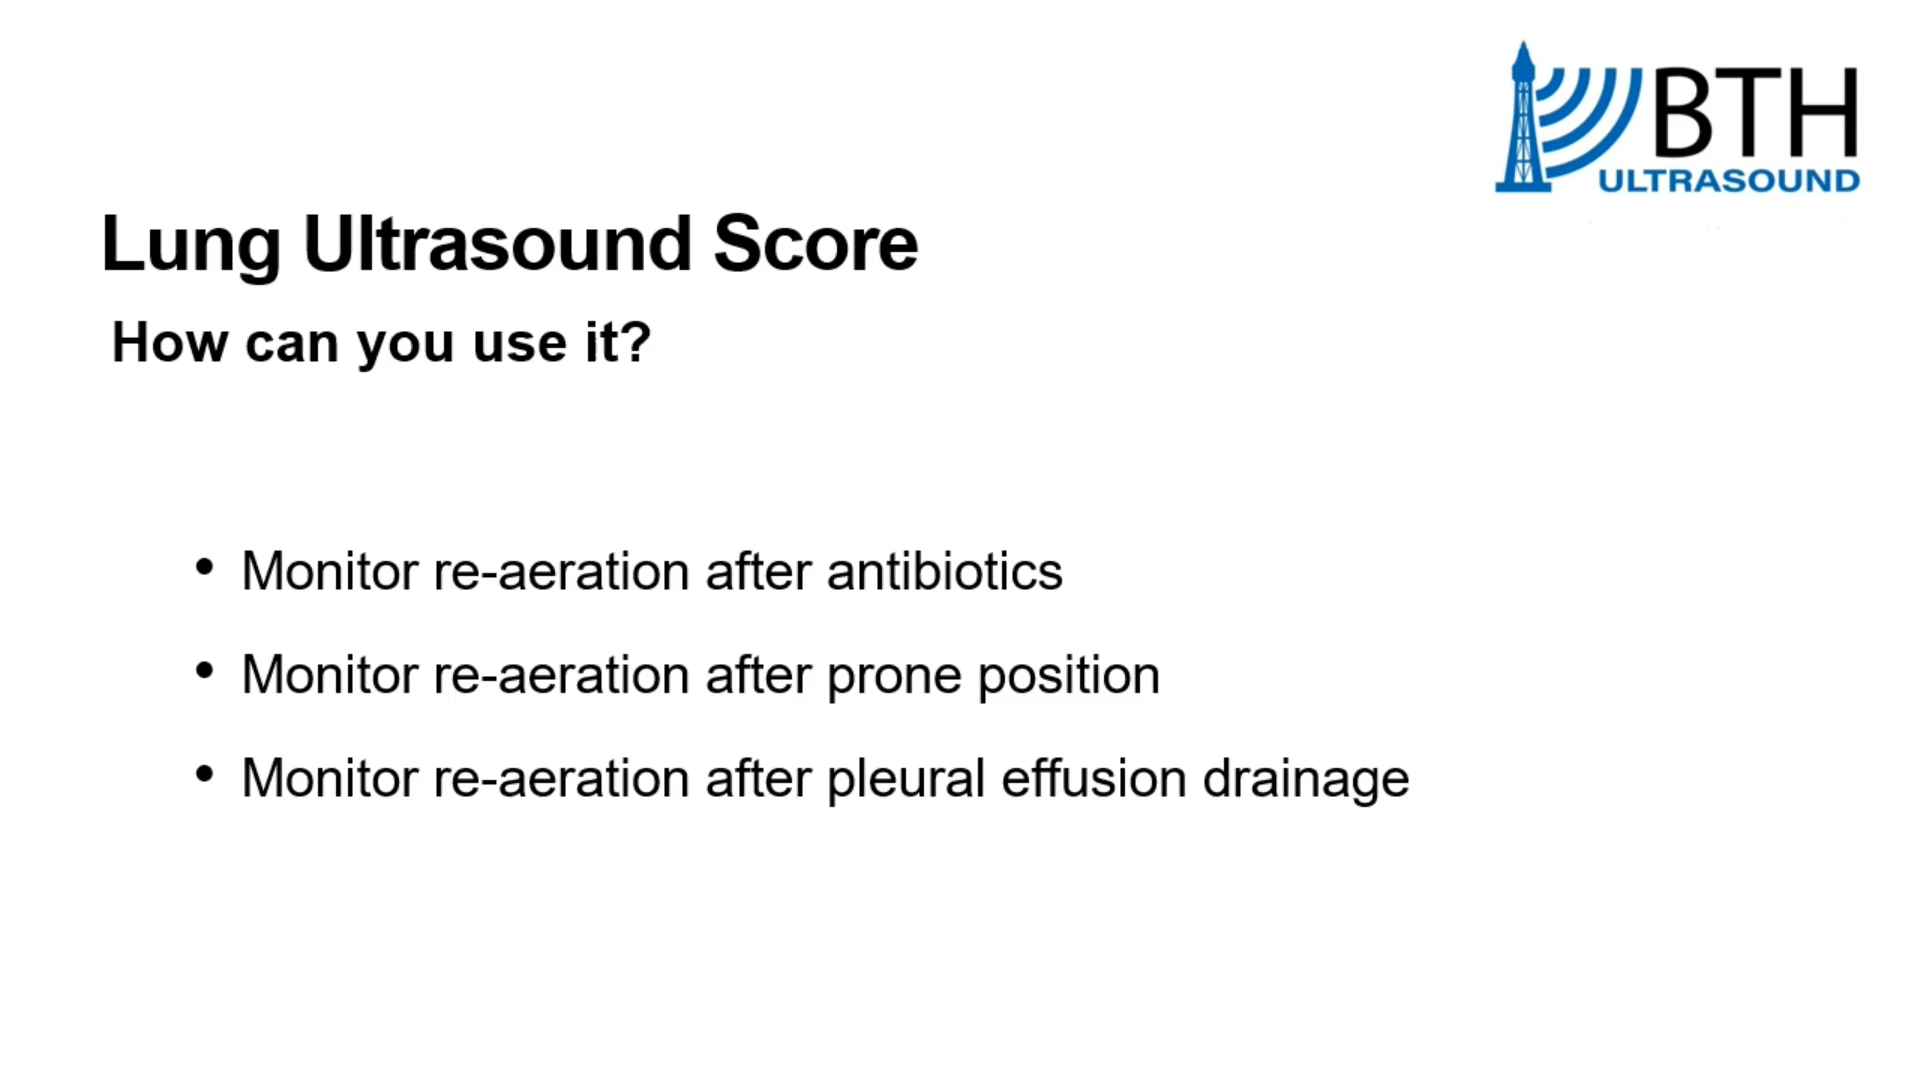 BTH
ULTRASOUND
Lung Ultrasound Score
How can you use it?
• Monitor re-aeration after antibiotics
• Monitor re-aeration after prone position
• Monitor re-aeration after pleural effusion drainage